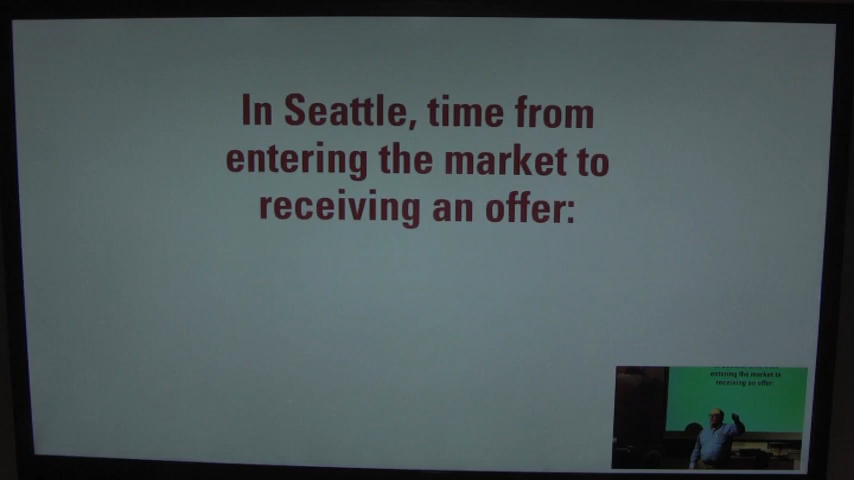 In Seattle, time from
entering the market to
receiving an offer:
entering the market to
receiving an offer: